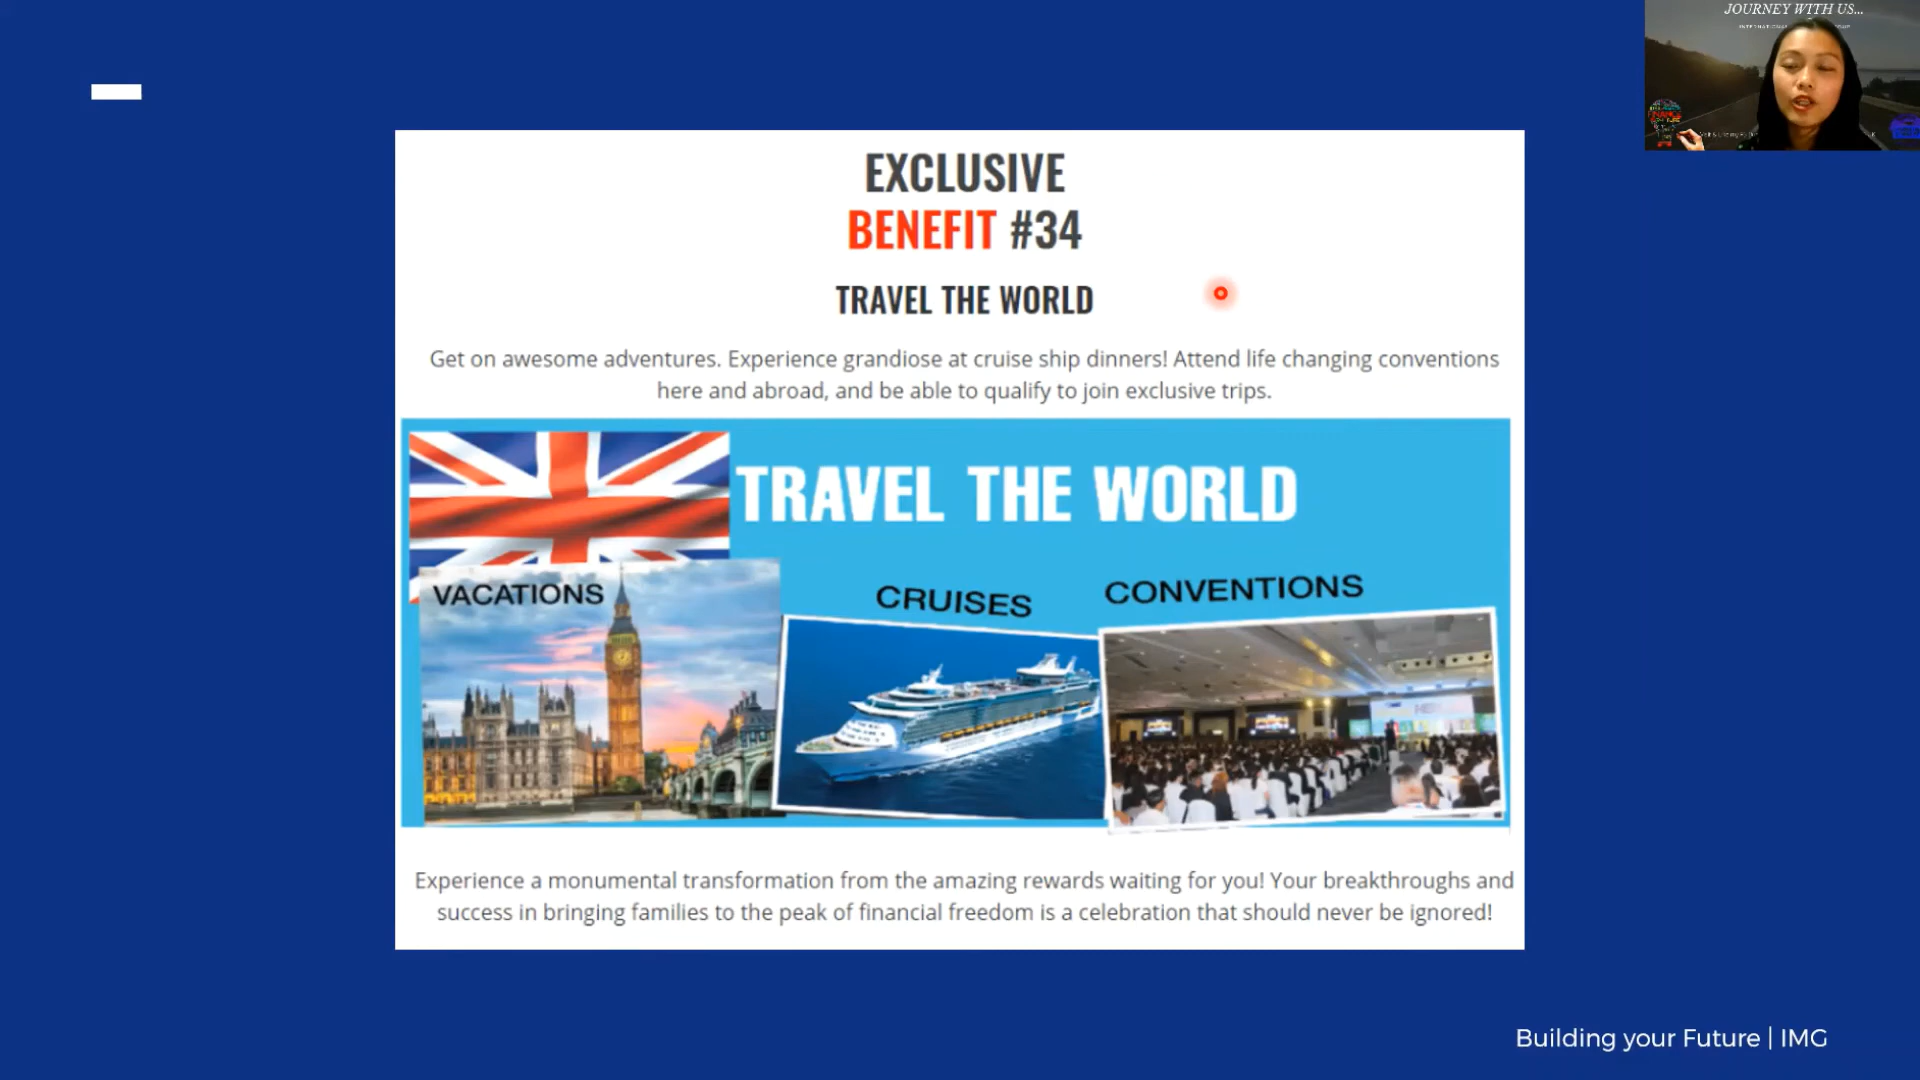 JOURNEY WITH US...
EXCLUSIVE
BENEFIT #34
TRAVEL THE WORLD
Get on awesome adventures. Experience grandiose at cruise ship dinners! Attend life changing conventions
here and abroad, and be able to qualify to join exclusive trips.
TRAVEL THE WORLD
VACATIONS
CRUISES
CONVENTIONS
Experience a monumental transformation from the amazing rewards waiting for you! Your breakthroughs and
success in bringing families to the peak of financial freedom is a celebration that should never be ignored!
Building your Future | IMG